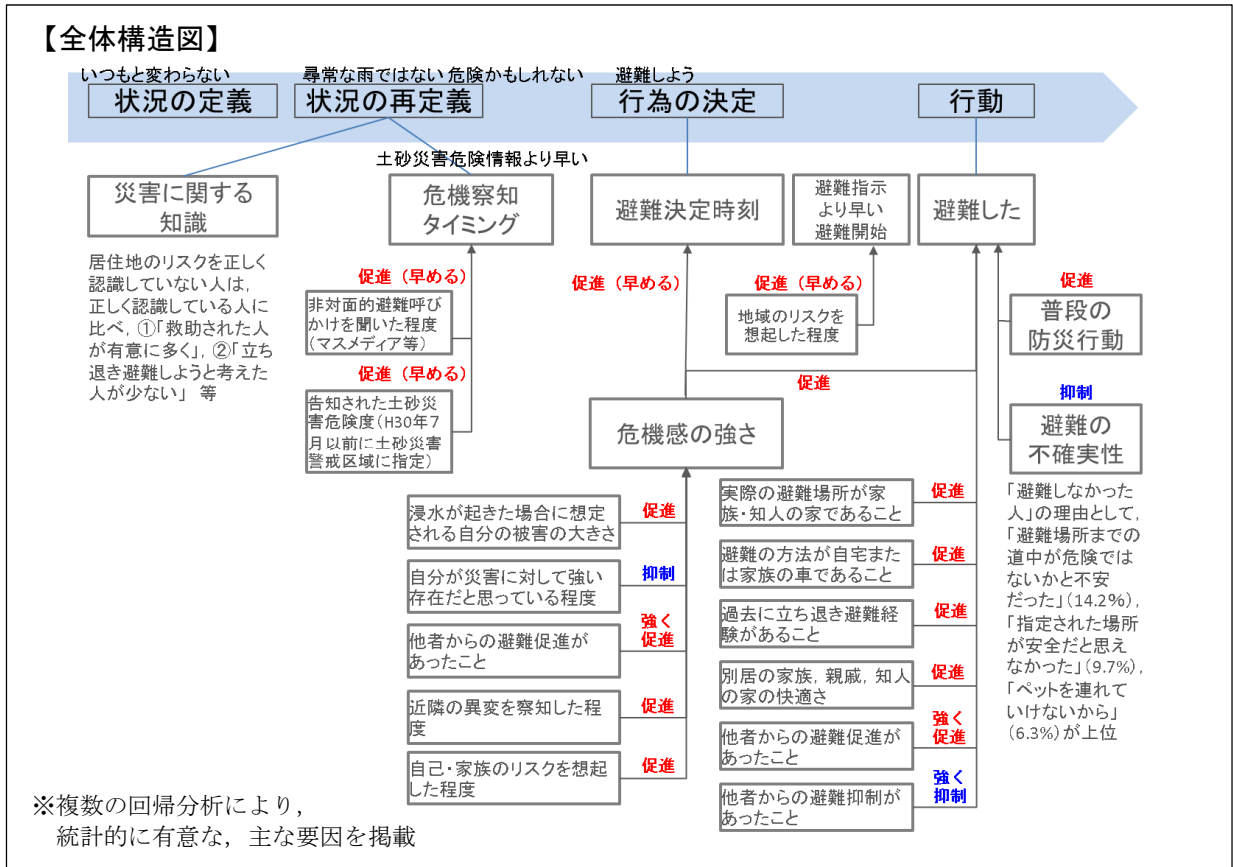 【全体構造図】
いつもと変わらない
尋常な雨ではない 危険かもしれない
避難しよう
状況の定義
状況の再定義
行為の決定
行動
土砂災害危険情報より早い
災害に関する
知識
危機察知
タイミング
避難決定時刻
避難指示
より早い
避難開始
避難した
居住地のリスクを正しく
認識していない人は,
正しく認識している人に
比べ, ①「救助された人
が有意に多く」, ②「立ち
退き避難しようと考えた
人が少ない」 等
促進（早める）
非対面的避難呼び
かけを聞いた程度
(マスメディア等)
促進（早める）
告知された土砂災
害危険度(H30年7
月以前に土砂災害
警戒区域に指定)
促進（早める）
促進（早める）
地域のリスクを
想起した程度
促進
普段の
防災行動
促進
抑制
避難の
不確実性
危機感の強さ
浸水が起きた場合に想定
される自分の被害の大きさ
促進
自分が災害に対して強い
存在だと思っている程度
抑制
他者からの避難促進が
あったこと
強く
促進
近隣の異変を察知した程
度
促進
自己・家族のリスクを想起
した程度
促進
実際の避難場所が家
族・知人の家であること
促進
避難の方法が自宅また
は家族の車であること
促進
過去に立ち退き避難経
験があること
促進
別居の家族, 親戚, 知人
の家の快適さ
促進
他者からの避難促進が
あったこと
強く
促進
他者からの避難抑制が
あったこと
強く
抑制
「避難しなかった
人」の理由として,
「避難場所までの
道中が危険では
ないかと不安
だった」(14.2%),
「指定された場所
が安全だと思え
なかった」(9.7%),
「ペットを連れて
いけないから」
(6.3%)が上位
※複数の回帰分析により,
統計的に有意な, 主な要因を掲載